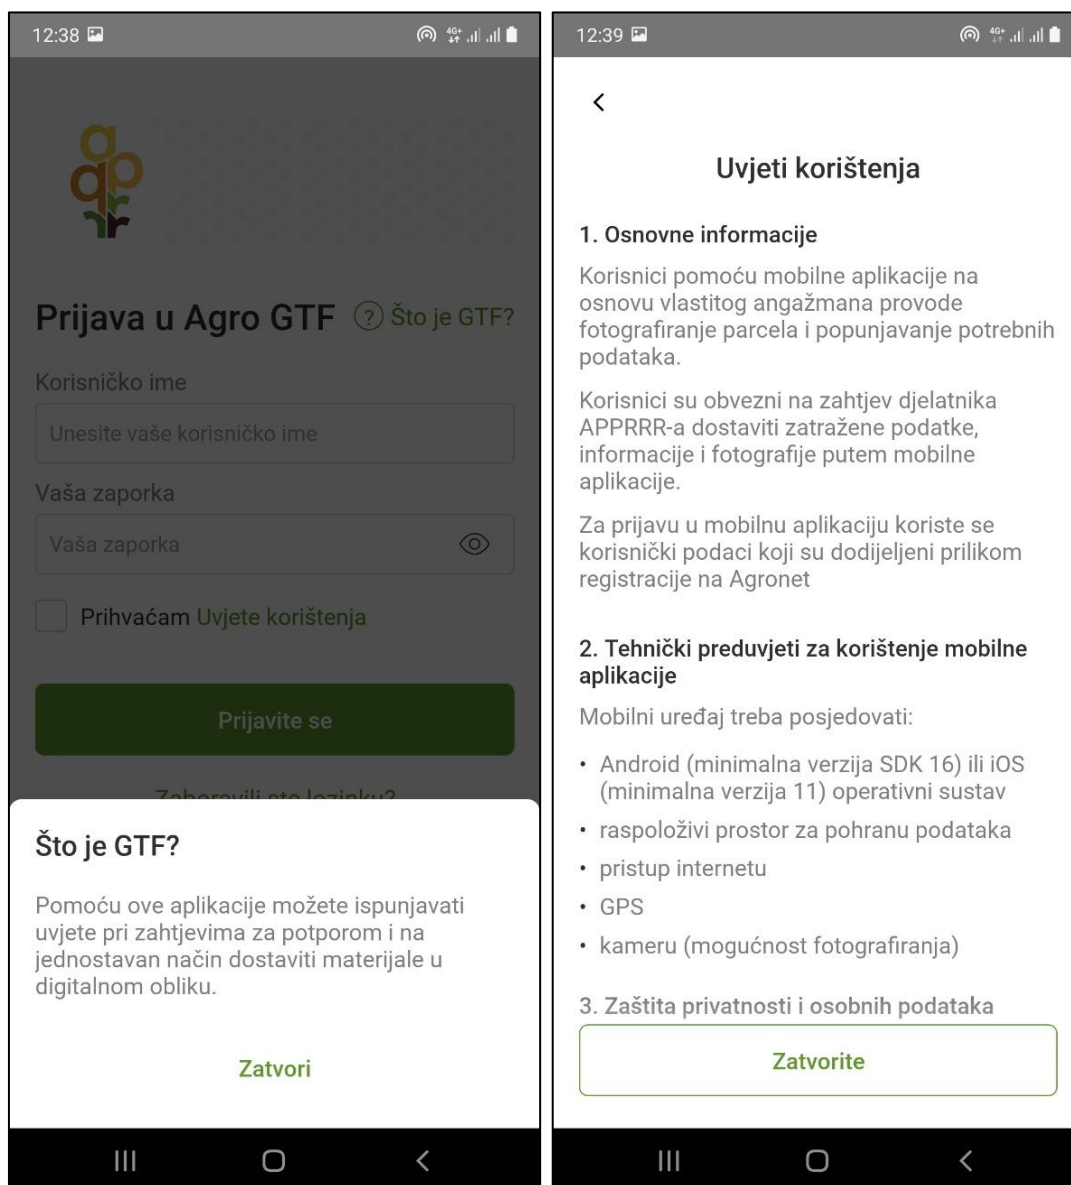 12:38
4G+
Prijava u Agro GTF ? Što je GTF?
Korisničko ime
Unesite vaše korisničko ime
Vaša zaporka
Vaša zaporka
Prihvaćam Uvjete korištenja
Prijavite se
Zaboravili ste lozinku?
Što je GTF?
Pomoću ove aplikacije možete ispunjavati
uvjete pri zahtjevima za potporom i na
jednostavan način dostaviti materijale u
digitalnom obliku.
Zatvori
12:39
4G+
Uvjeti korištenja
1. Osnovne informacije
Korisnici pomoću mobilne aplikacije na
osnovu vlastitog angažmana provode
fotografiranje parcela i popunjavanje potrebnih
podataka.
Korisnici su obvezni na zahtjev djelatnika
APPRRR-a dostaviti zatražene podatke,
informacije i fotografije putem mobilne
aplikacije.
Za prijavu u mobilnu aplikaciju koriste se
korisnički podaci koji su dodijeljeni prilikom
registracije na Agronet
2. Tehnički preduvjeti za korištenje mobilne
aplikacije
Mobilni uređaj treba posjedovati:
• Android (minimalna verzija SDK 16) ili iOS
(minimalna verzija 11) operativni sustav
• raspoloživi prostor za pohranu podataka
• pristup internetu
• GPS
• kameru (mogućnost fotografiranja)
3. Zaštita privatnosti i osobnih podataka
Zatvorite